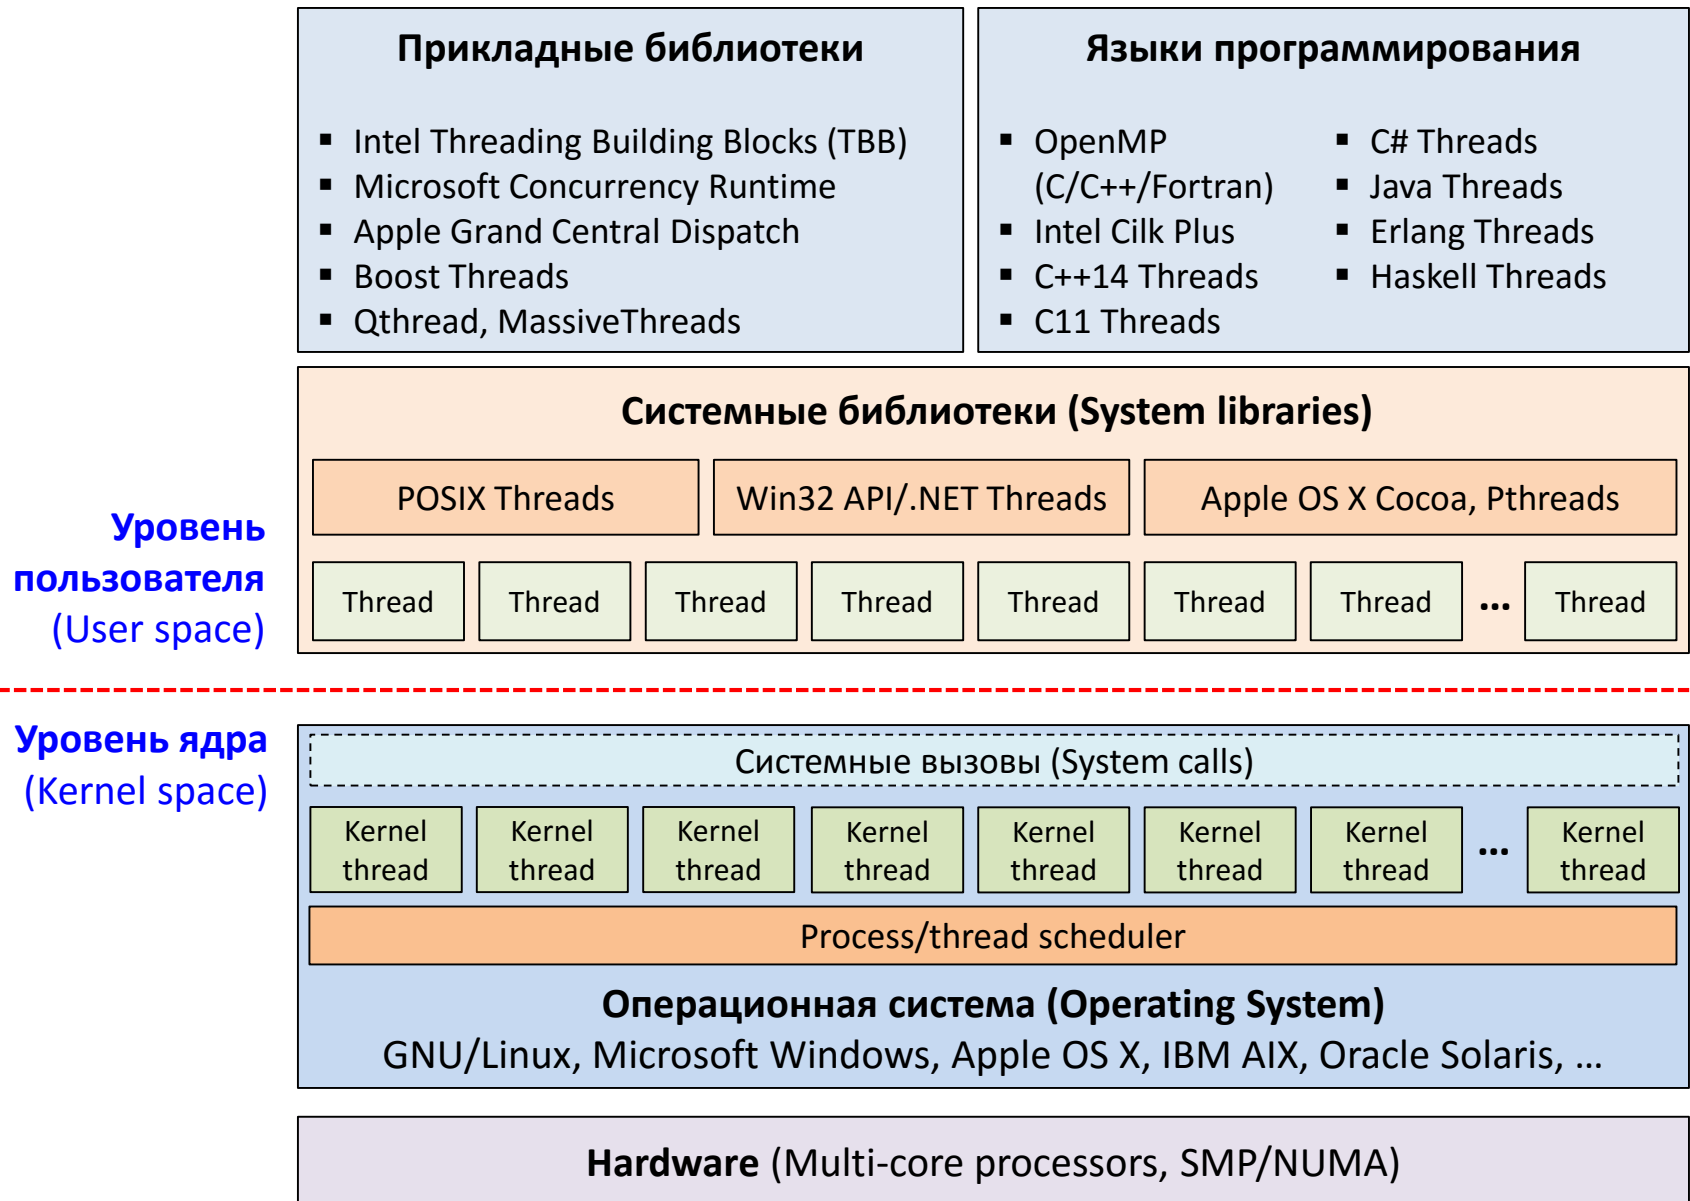 Прикладные библиотеки
▪ Intel Threading Building Blocks (TBB)
▪ Microsoft Concurrency Runtime
▪ Apple Grand Central Dispatch
▪ Boost Threads
▪ Qthread, MassiveThreads
Языки программирования
▪ OpenMP
(C/C++/Fortran)
▪ Intel Cilk Plus
▪ C++14 Threads
▪ C11 Threads
▪ C# Threads
▪ Java Threads
▪ Erlang Threads
▪ Haskell Threads
Системные библиотеки (System libraries)
POSIX Threads
Win32 API/.NET Threads
Apple OS X Cocoa, Pthreads
Уровень
пользователя
(User space)
Thread
Thread
Thread
Thread
Thread
Thread
Thread
...
Thread
Уровень ядра
(Kernel space)
Системные вызовы (System calls)
Kernel
thread
Kernel
thread
Kernel
thread
Kernel
thread
Kernel
thread
Kernel
thread
Kernel
thread
...
Kernel
thread
Process/thread scheduler
Операционная система (Operating System)
GNU/Linux, Microsoft Windows, Apple OS X, IBM AIX, Oracle Solaris, …
Hardware (Multi-core processors, SMP/NUMA)